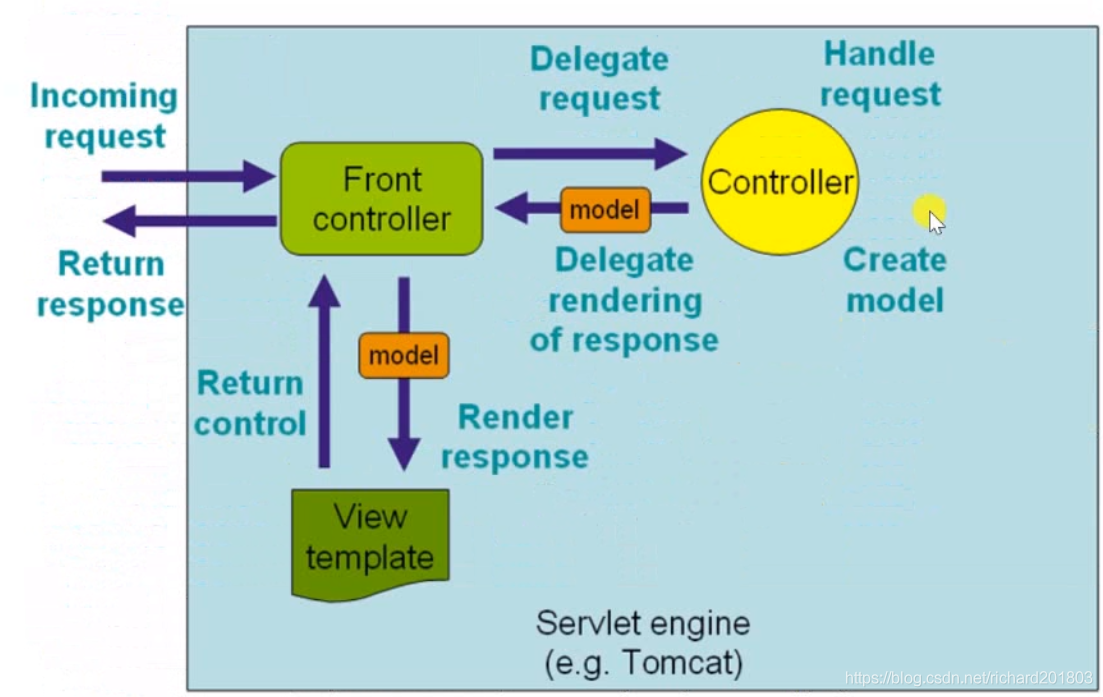 Incoming
request
Return
response
Front
controller
Delegate
request
Handle
request
Controller
model
Delegate
rendering
of response
Create
model
model
Return
control
Render
response
View
template
Servlet engine
(e.g. Tomcat)
https://blog.csdn.net/richard201803